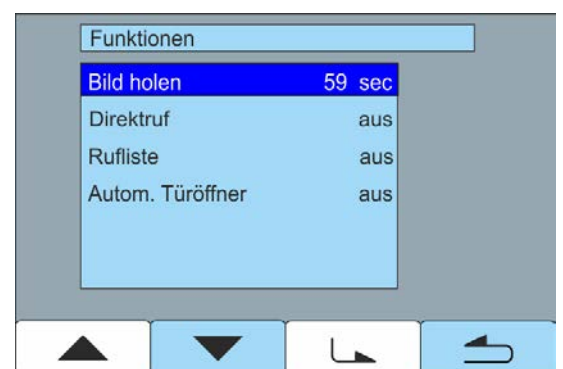 Funktionen
Bild holen 59 sec
Direktruf aus
Rufliste aus
Autom. Türöffner aus